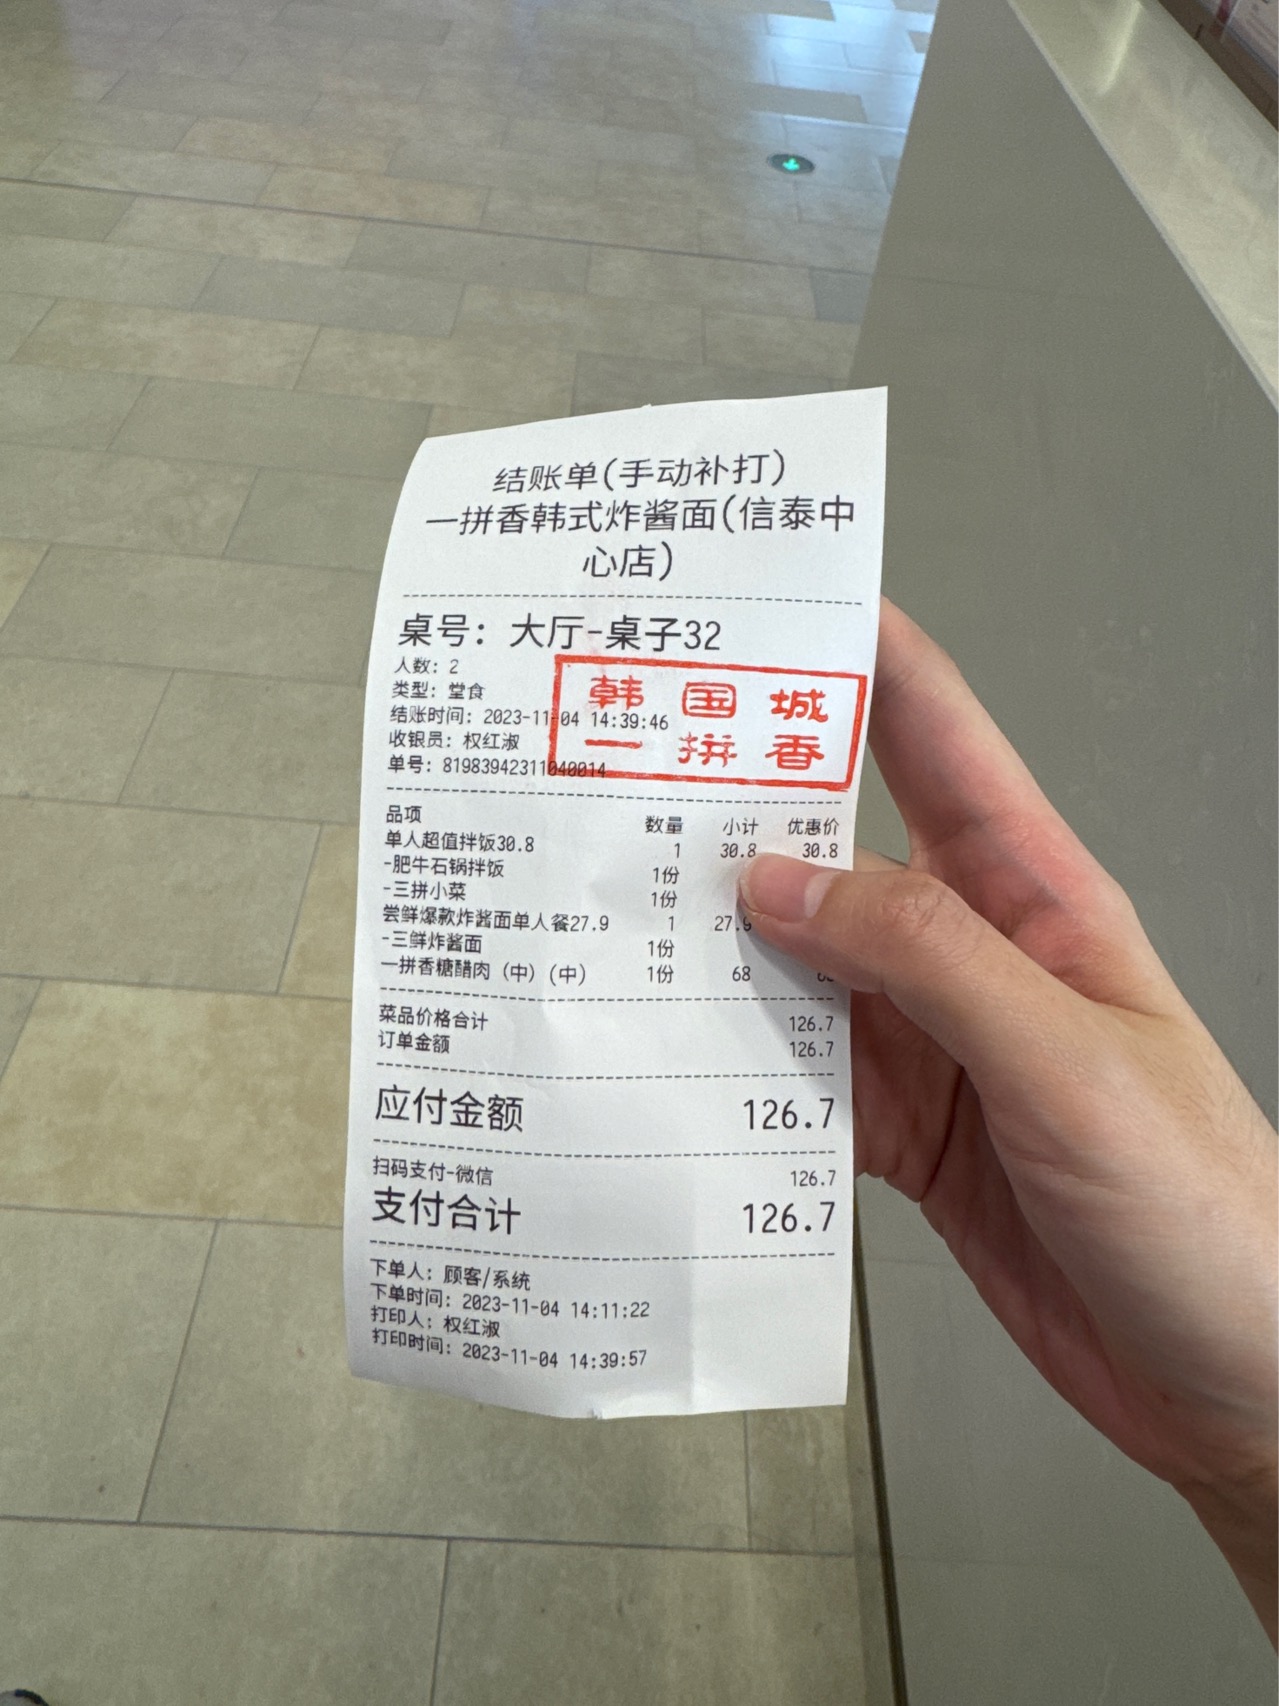 结账单(手动补打)
一拼香韩式炸酱面(信泰中
心店)
桌号: 大厅-桌子32
人数: 2
类型: 堂食
结账时间: 2023-11-04 14:39:46
收银员: 权红淑
单号: 81983942311040014
韩国城
一拼香
品项 数量 小计 优惠价
单人超值拌饭30.8 1 30.8 30.8
-肥牛石锅拌饭 1份
-三拼小菜 1份
尝鲜爆款炸酱面单人餐27.9 1 27.9
-三鲜炸酱面 1份
一拼香糖醋肉 (中) (中) 1份 68
菜品价格合计 126.7
订单金额 126.7
应付金额 126.7
扫码支付-微信 126.7
支付合计 126.7
下单人: 顾客/系统
下单时间: 2023-11-04 14:11:22
打印人: 权红淑
打印时间: 2023-11-04 14:39:57